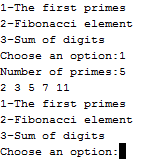 1-The first primes
2-Fibonacci element
3-Sum of digits
Choose an option:1
Number of primes:5
2 3 5 7 11
1-The first primes
2-Fibonacci element
3-Sum of digits
Choose an option: